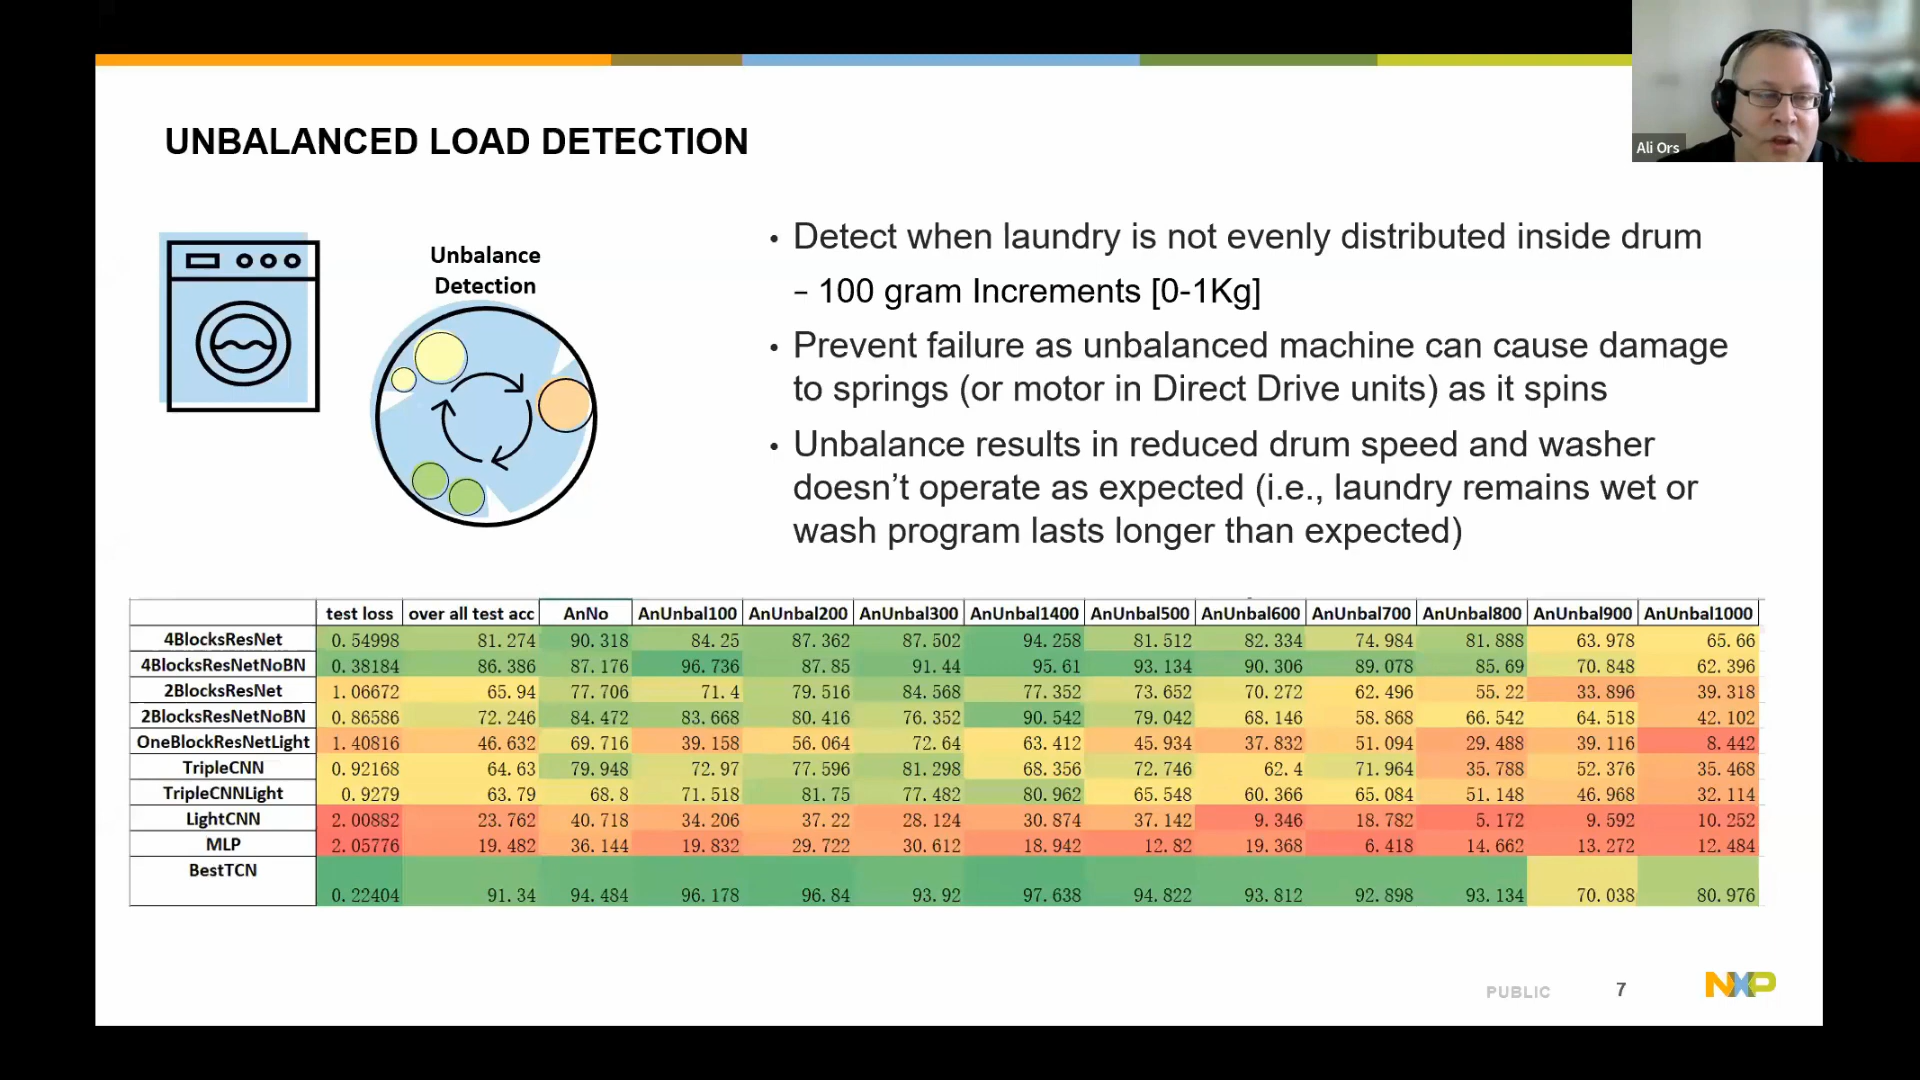 Ali Ors
UNBALANCED LOAD DETECTION
Unbalance
Detection
• Detect when laundry is not evenly distributed inside drum
– 100 gram Increments [0-1Kg]
• Prevent failure as unbalanced machine can cause damage
to springs (or motor in Direct Drive units) as it spins
• Unbalance results in reduced drum speed and washer
doesn’t operate as expected (i.e., laundry remains wet or
wash program lasts longer than expected)
test loss over all test acc AnNo AnUnbal100 AnUnbal200 AnUnbal300 AnUnbal1400 AnUnbal500 AnUnbal600 AnUnbal700 AnUnbal800 AnUnbal900 AnUnbal1000
4BlocksResNet 0.54998 81.274 90.318 84.25 87.362 87.502 94.258 81.512 82.334 74.984 81.888 63.978 65.66
4BlocksResNetNoBN 0.38184 86.386 87.176 96.736 87.85 91.44 95.61 93.134 90.306 89.078 85.69 70.848 62.396
2BlocksResNet 1.06672 65.94 77.706 71.4 79.516 84.568 77.352 73.652 70.272 62.496 55.22 33.896 39.318
2BlocksResNetNoBN 0.86586 72.246 84.472 83.668 80.416 76.352 90.542 79.042 68.146 58.868 66.542 64.518 42.102
OneBlockResNetLight 1.40816 46.632 69.716 39.158 56.064 72.64 63.412 45.934 37.832 51.094 29.488 39.116 8.442
TripleCNN 0.92168 64.63 79.948 72.97 77.596 81.298 68.356 72.746 62.4 71.964 35.788 52.376 35.468
TripleCNNLight 0.9279 63.79 68.8 71.518 81.75 77.482 80.962 65.548 60.366 65.084 51.148 46.968 32.114
LightCNN 2.00882 23.762 40.718 34.206 37.22 28.124 30.874 37.142 9.346 18.782 5.172 9.592 10.252
MLP 2.05776 19.482 36.144 19.832 29.722 30.612 18.942 12.82 19.368 6.418 14.662 13.272 12.484
BestTCN 0.22404 91.34 94.484 96.178 96.84 93.92 97.638 94.822 93.812 92.898 93.134 70.038 80.976
PUBLIC 7 NXP